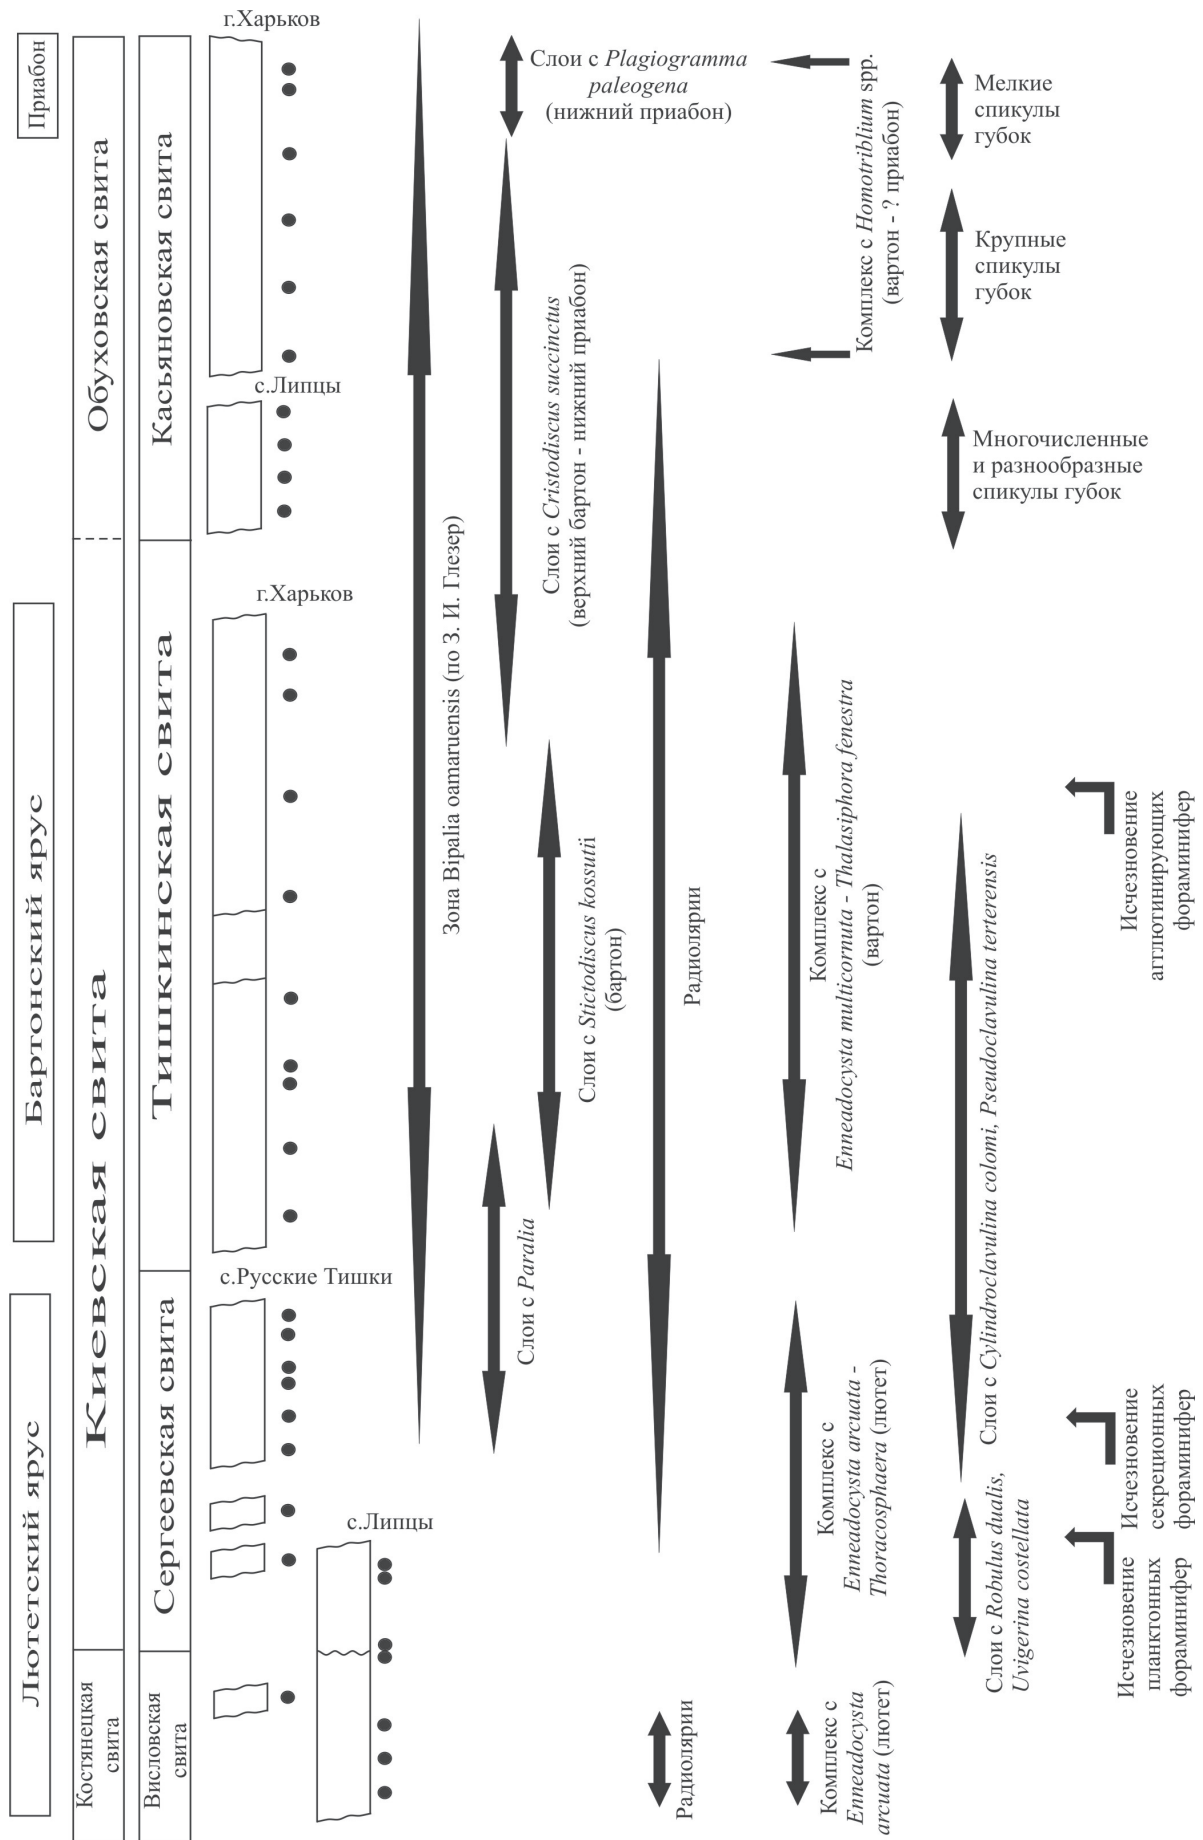 Приабон
Бартонский ярус
Лютетский ярус
Обуховская свита
Киевская свита
Костянецкая
свита
Касьяновская свита
Тишкинская свита
Сергеевская свита
Висловская
свита
г.Харьков
с.Липцы
г.Харьков
с.Русские Тишки
с.Липцы
Зона Bipalia oamaruensis (по З. И. Глезер)
Слои с Plagiogramma
paleogena
(нижний приабон)
Слои с Cristodiscus succinctus
(верхний бартон - нижний приабон)
Слои с Stictodiscus kossutii
(бартон)
Слои с Paralia
Радиолярии
Радиолярии
Комплекс с Homotriblium spp.
(вартон - ? приабон)
Комплекс с
Enneadocysta multicornuta - Thalasiphora fenestra
(вартон)
Комплекс с
Enneadocysta arcuata -
Thoracosphaera (лютет)
Комплекс с
Enneadocysta
arcuata (лютет)
Мелкие
спикулы
губок
Крупные
спикулы
губок
Многочисленные
и разнообразные
спикулы губок
Слои с Cylindroclavulina colomi, Pseudoclavulina terterensis
Слои с Robulus dualis,
Uvigerina costellata
Исчезновение
агглютинирующих
фораминифер
Исчезновение
секреционных
фораминифер
Исчезновение
планктонных
фораминифер